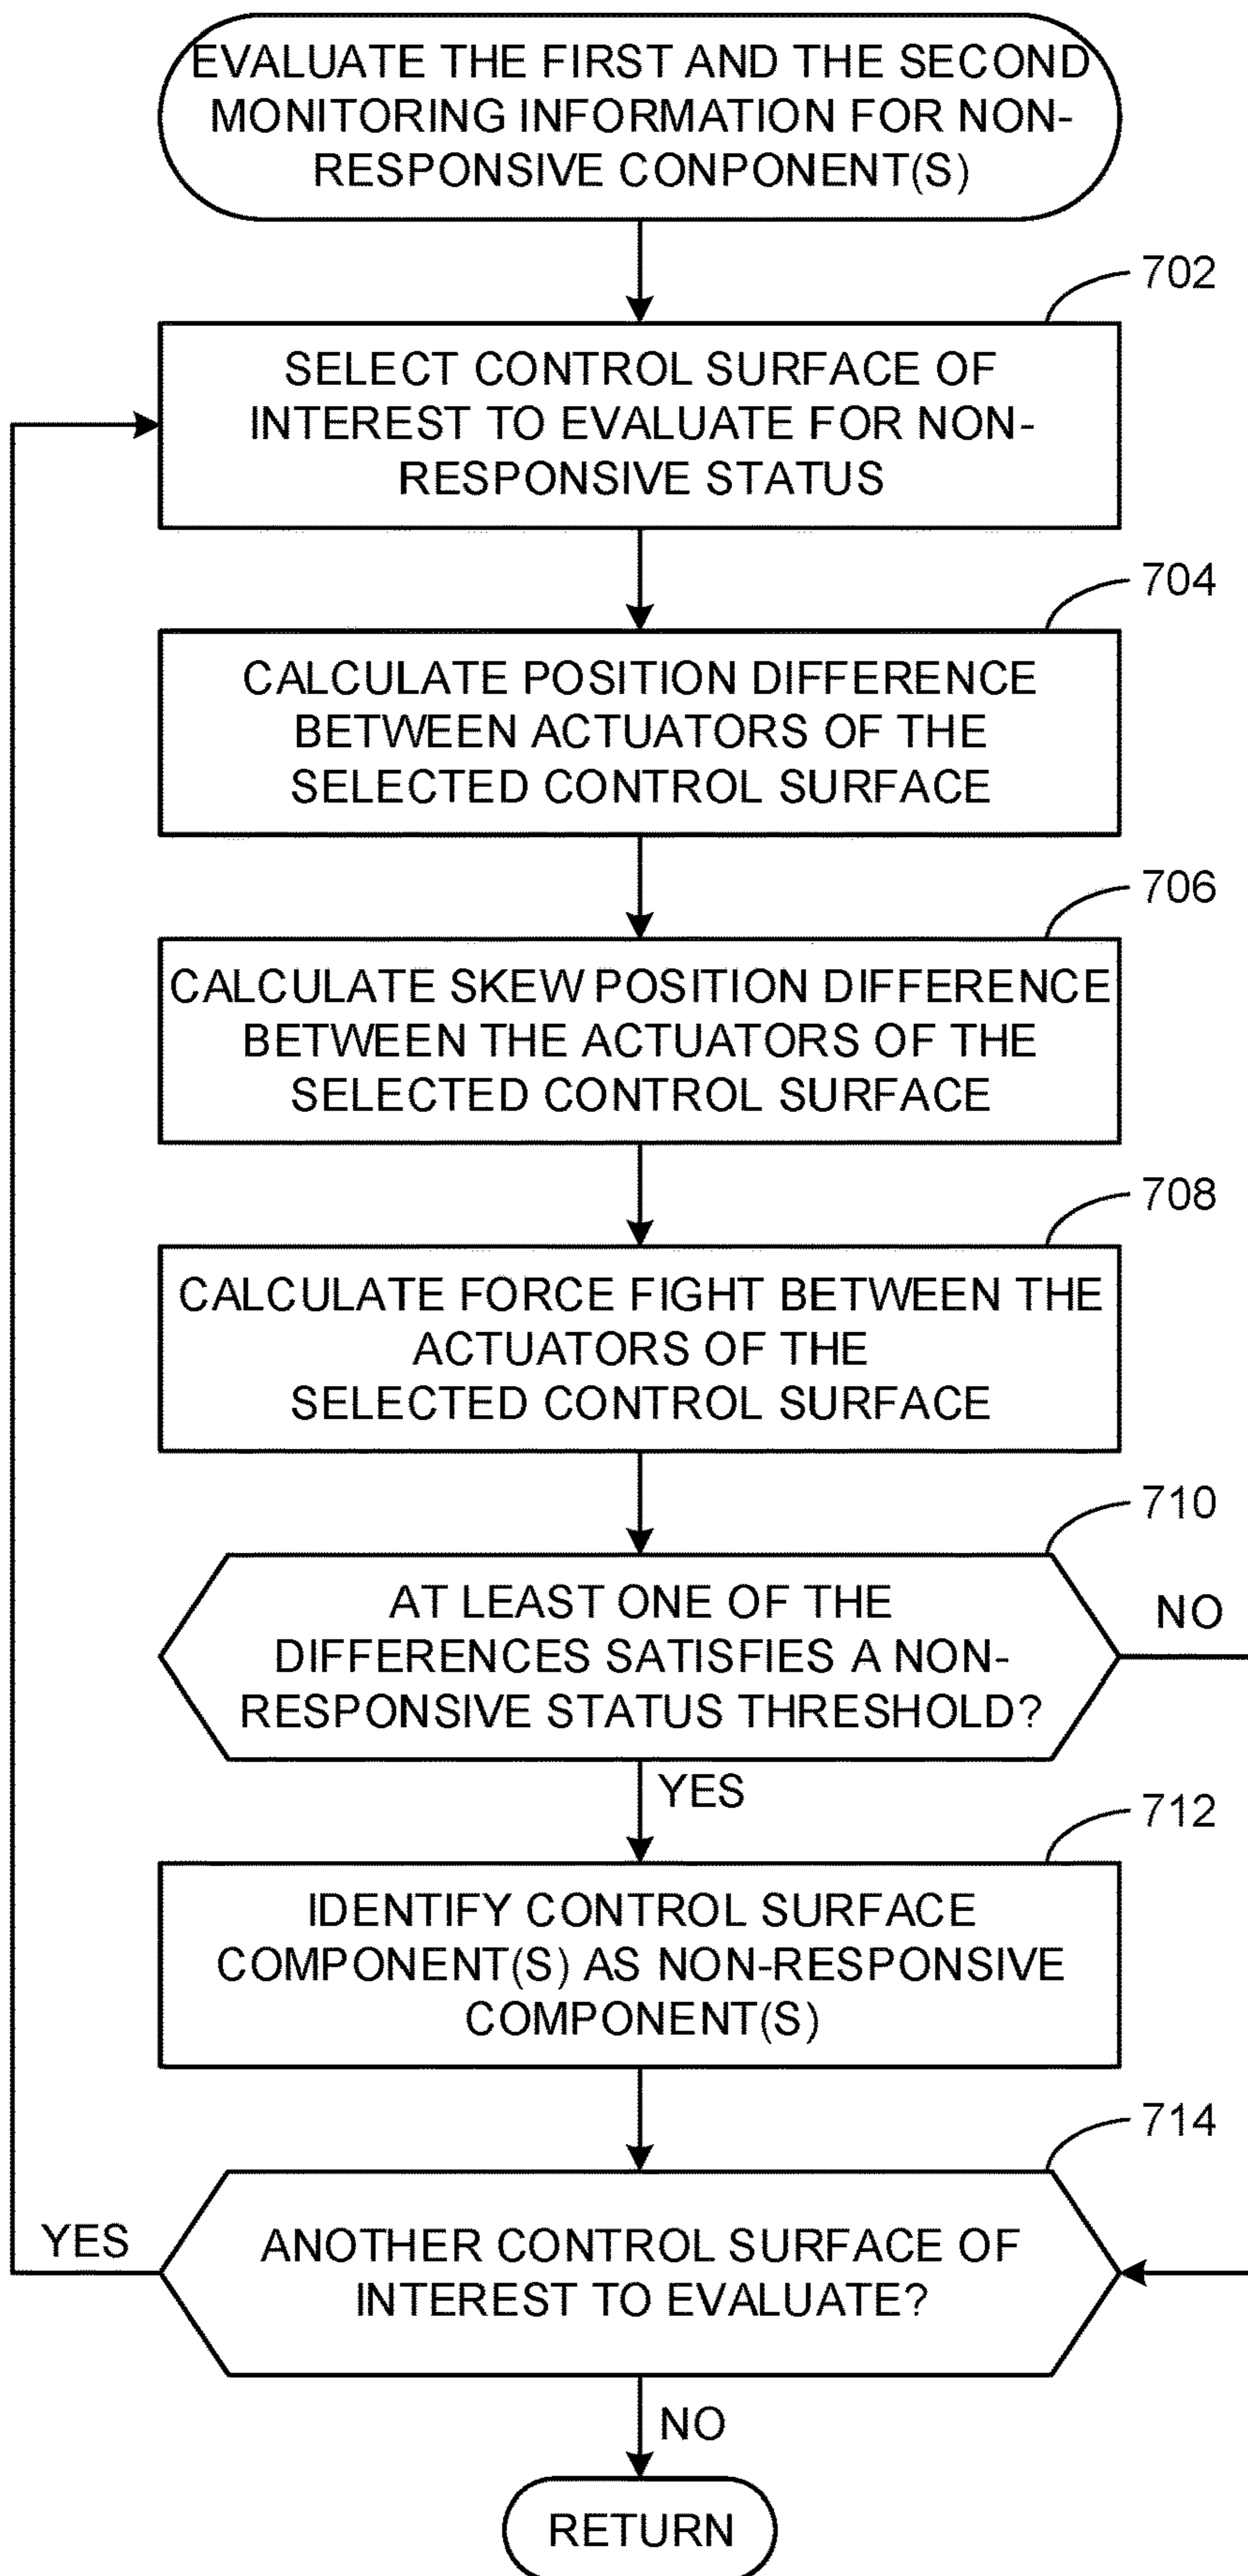 EVALUATE THE FIRST AND THE SECOND
MONITORING INFORMATION FOR NON-
RESPONSIVE CONPONENT(S)
702
SELECT CONTROL SURFACE OF
INTEREST TO EVALUATE FOR NON-
RESPONSIVE STATUS
704
CALCULATE POSITION DIFFERENCE
BETWEEN ACTUATORS OF THE
SELECTED CONTROL SURFACE
706
CALCULATE SKEW POSITION DIFFERENCE
BETWEEN THE ACTUATORS OF THE
SELECTED CONTROL SURFACE
708
CALCULATE FORCE FIGHT BETWEEN THE
ACTUATORS OF THE
SELECTED CONTROL SURFACE
710
AT LEAST ONE OF THE
DIFFERENCES SATISFIES A NON-
RESPONSIVE STATUS THRESHOLD?
NO
YES
712
IDENTIFY CONTROL SURFACE
COMPONENT(S) AS NON-RESPONSIVE
COMPONENT(S)
714
ANOTHER CONTROL SURFACE OF
INTEREST TO EVALUATE?
YES
NO
RETURN